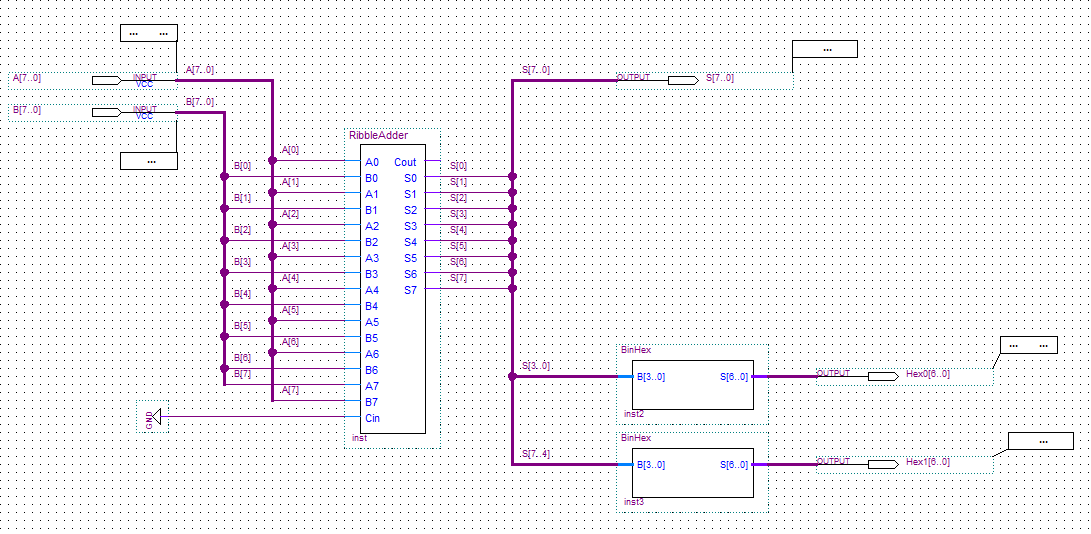 ... ...
...
A[7..0] INPUT VCC A[7..0] S[7..0] OUTPUT S[7..0]
B[7..0] INPUT VCC B[7..0]
...
RibbleAdder
A[0] A0 Cout
B[0] B0 S0 S[0]
A[1] A1 S1 S[1]
B[1] B1 S2 S[2]
A[2] A2 S3 S[3]
B[2] B2 S4 S[4]
A[3] A3 S5 S[5]
B[3] B3 S6 S[6]
A[4] A4 S7 S[7]
B[4] B4
A[5] A5
B[5] B5
A[6] A6
B[6] B6
B[7] A7
A[7] B7
GND Cin
inst
... ...
BinHex
S[3..0] B[3..0] S[6..0] OUTPUT Hex0[6..0]
inst2
...
BinHex
S[7..4] B[3..0] S[6..0] OUTPUT Hex1[6..0]
inst3